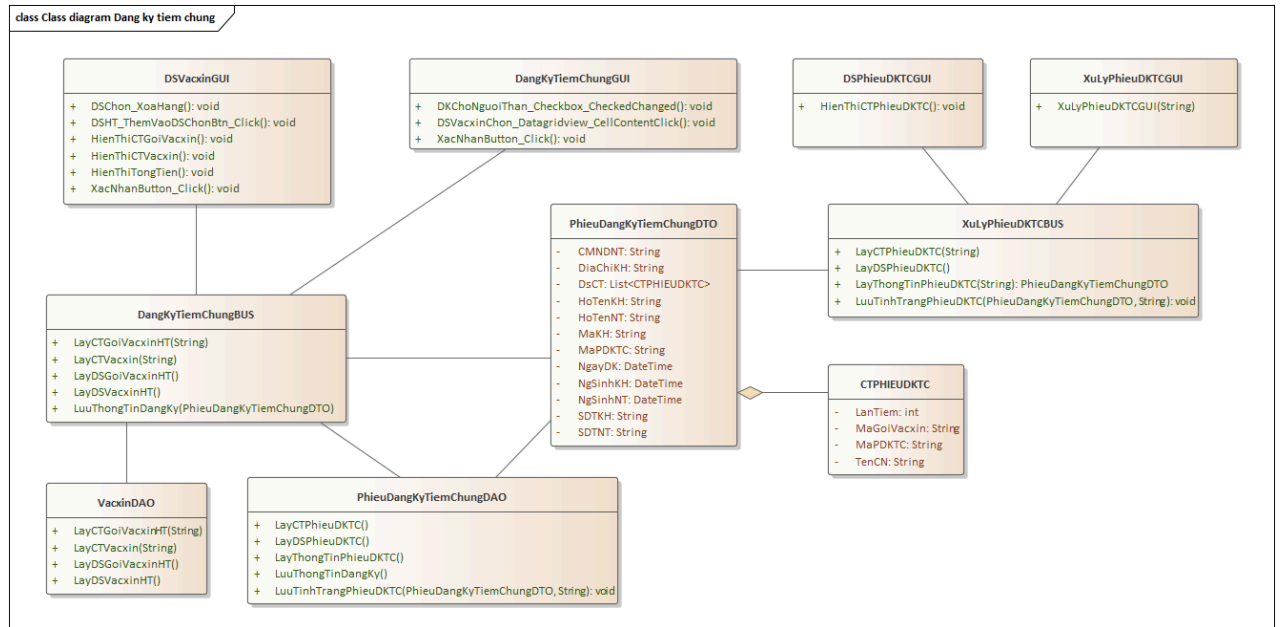 class Class diagram Dang ky tiem chung
DSVacxinGUI
+ DSChon_XoaHang(): void
+ DSHT_ThemVaoDSChonBtn_Click(): void
+ HienThiCTGoiVacxin(): void
+ HienThiCTVacxin(): void
+ HienThiTongTien(): void
+ XacNhanButton_Click(): void
DangKyTiemChungGUI
+ DKChoNguoiThan_Checkbox_CheckedChanged(): void
+ DSVacxinChon_Datagridview_CellContentClick(): void
+ XacNhanButton_Click(): void
DSPhieuDKTCGUI
+ HienThiCTPhieuDKTC(): void
XuLyPhieuDKTCGUI
+ XuLyPhieuDKTCGUI(String)
PhieuDangKyTiemChungDTO
- CMNDNT: String
- DiaChiKH: String
- DsCT: List<CTPHIEUDKTC>
- HoTenKH: String
- HoTenNT: String
- MaKH: String
- MaPDKTC: String
- NgayDK: DateTime
- NgSinhKH: DateTime
- NgSinhNT: DateTime
- SDTKH: String
- SDTNT: String
XuLyPhieuDKTCBUS
+ LayCTPhieuDKTC(String)
+ LayDSPhieuDKTC()
+ LayThongTinPhieuDKTC(String): PhieuDangKyTiemChungDTO
+ LuuTinhTrangPhieuDKTC(PhieuDangKyTiemChungDTO, String): void
DangKyTiemChungBUS
+ LayCTGoiVacxinHT(String)
+ LayCTVacxin(String)
+ LayDSGoiVacxinHT()
+ LayDSVacxinHT()
+ LuuThongTinDangKy(PhieuDangKyTiemChungDTO)
CTPHIEUDKTC
- LanTiem: int
- MaGoiVacxin: String
- MaPDKTC: String
- TenCN: String
VacxinDAO
+ LayCTGoiVacxinHT(String)
+ LayCTVacxin(String)
+ LayDSGoiVacxinHT()
+ LayDSVacxinHT()
PhieuDangKyTiemChungDAO
+ LayCTPhieuDKTC()
+ LayDSPhieuDKTC()
+ LayThongTinPhieuDKTC()
+ LuuThongTinDangKy()
+ LuuTinhTrangPhieuDKTC(PhieuDangKyTiemChungDTO, String): void